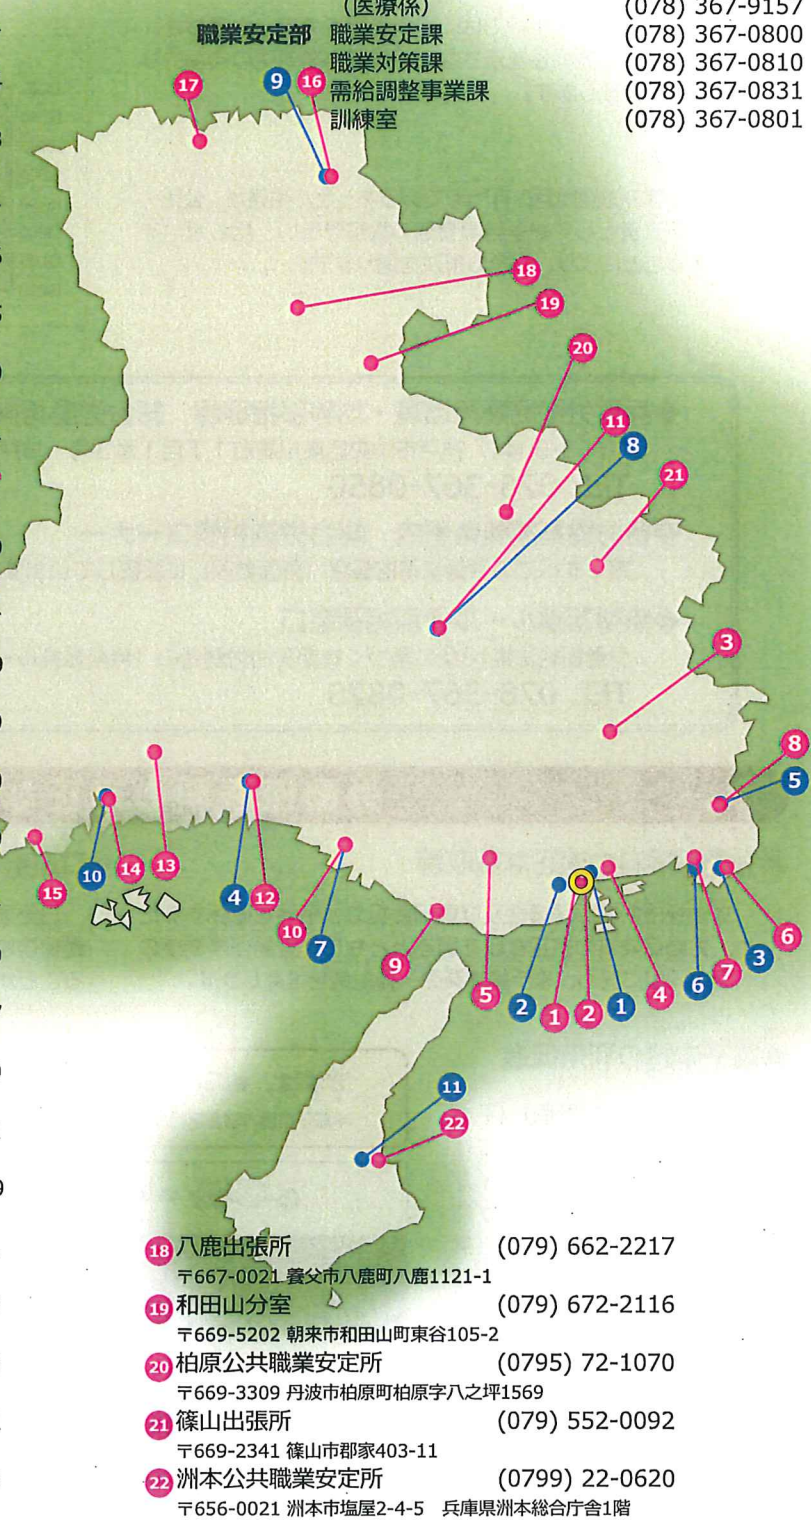 （医療係） (078) 367-9157
職業安定部 職業安定課 (078) 367-0800
職業対策課 (078) 367-0810
需給調整事業課 (078) 367-0831
訓練室 (078) 367-0801
17
9
16
18
19
20
11
8
21
3
8
5
10
14
13
4
12
15
10
7
9
5
2
1
2
1
4
6
7
3
6
11
22
18 八鹿出張所 (079) 662-2217
〒667-0021 養父市八鹿町八鹿1121-1
19 和田山分室 (079) 672-2116
〒669-5202 朝来市和田山町東谷105-2
20 柏原公共職業安定所 (0795) 72-1070
〒669-3309 丹波市柏原町柏原字八之坪1569
21 篠山出張所 (079) 552-0092
〒669-2341 篠山市郡家403-11
22 洲本公共職業安定所 (0799) 22-0620
〒656-0021 洲本市塩屋2-4-5 兵庫県洲本総合庁舎1階